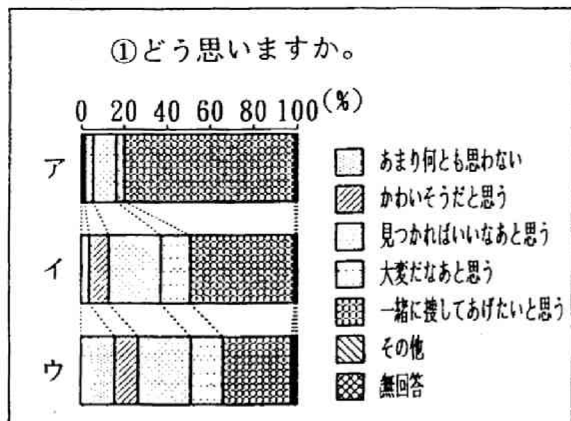 ①どう思いますか。
0 20 40 60 80 100(%)
ア
イ
ウ
あまり何とも思わない
かわいそうだと思う
見つかればいいなあと思う
大変だなあと思う
一緒に捜してあげたいと思う
その他
無回答